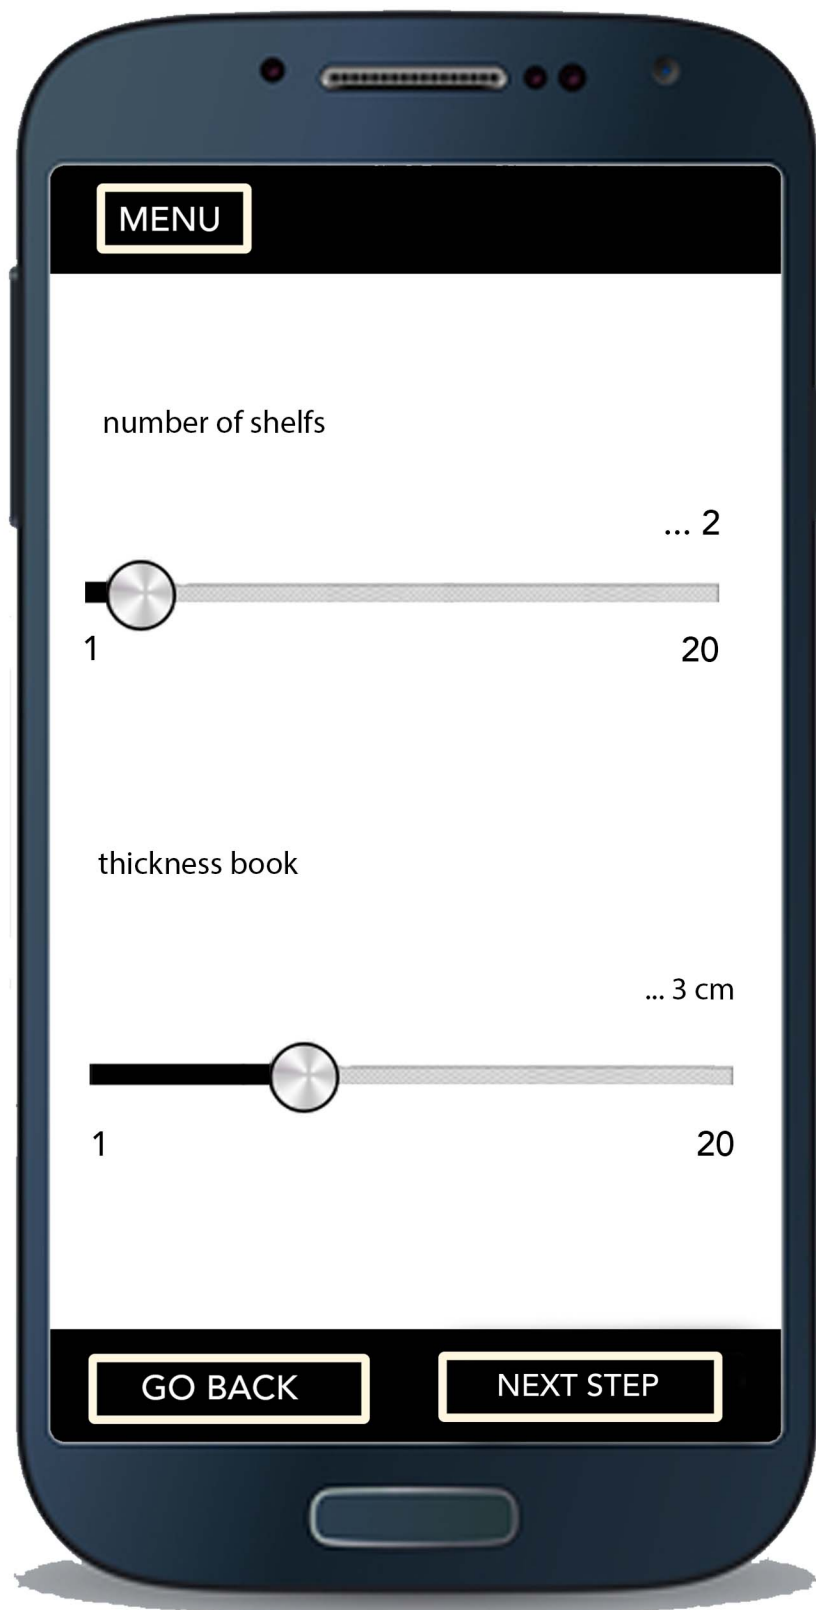 MENU
number of shelfs
... 2
1 20
thickness book
... 3 cm
1 20
GO BACK NEXT STEP